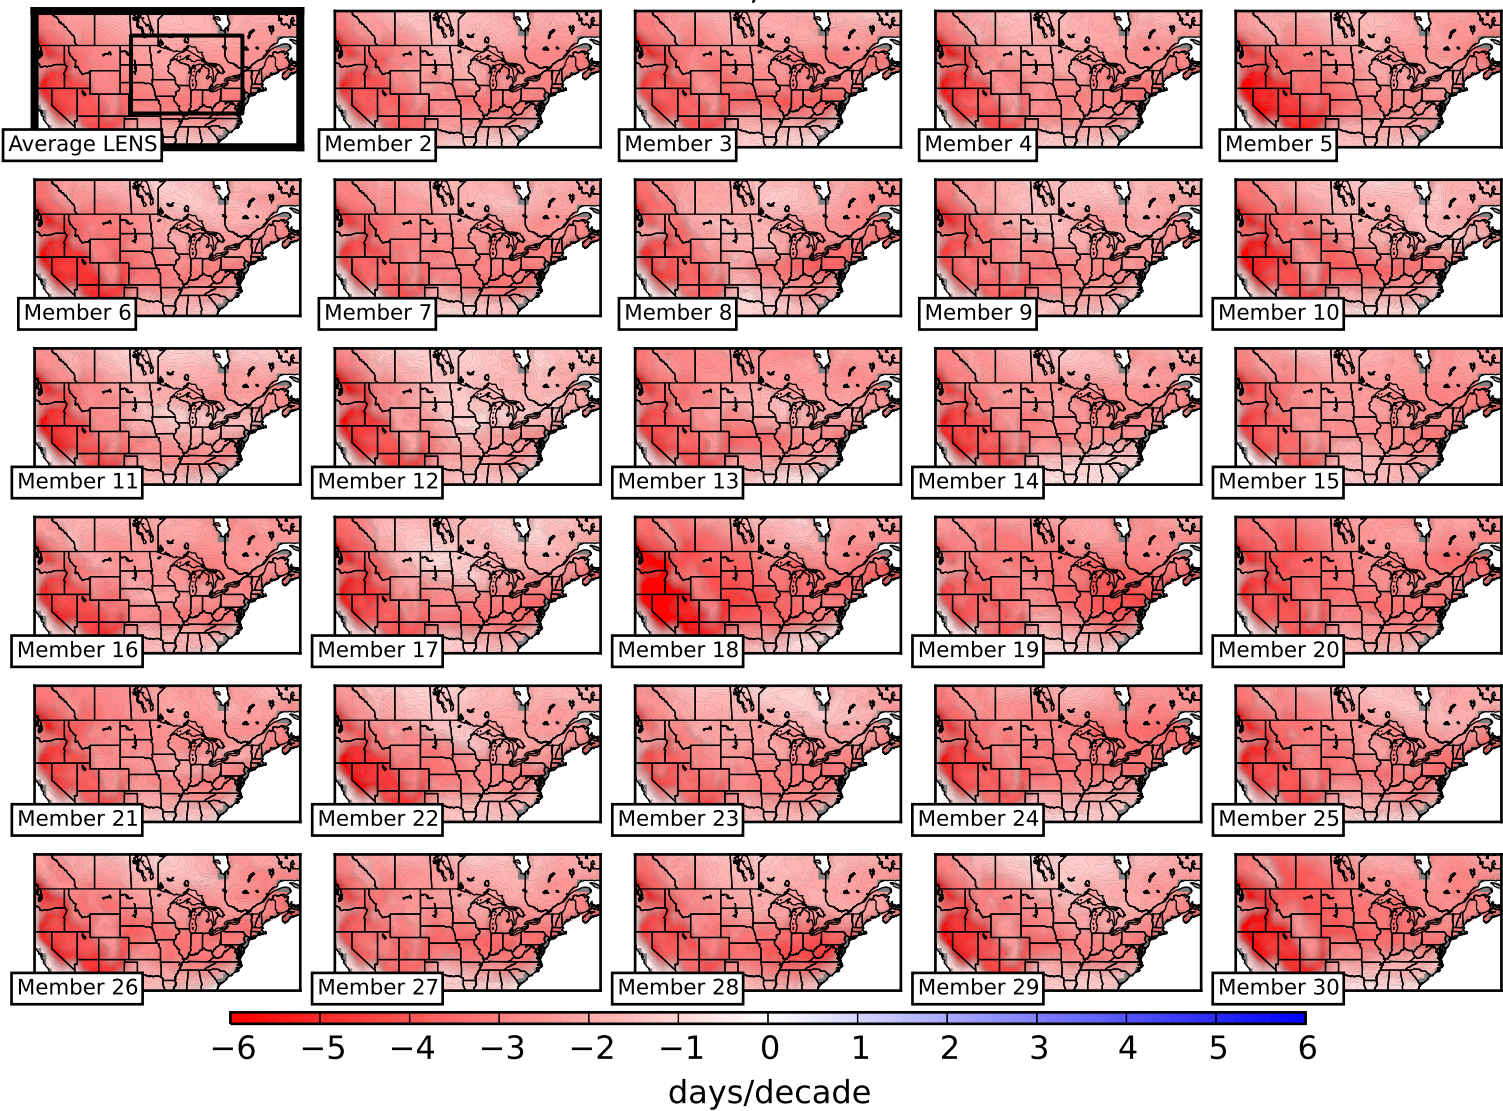 Average LENS
Member 2
Member 3
Member 4
Member 5
Member 6
Member 7
Member 8
Member 9
Member 10
Member 11
Member 12
Member 13
Member 14
Member 15
Member 16
Member 17
Member 18
Member 19
Member 20
Member 21
Member 22
Member 23
Member 24
Member 25
Member 26
Member 27
Member 28
Member 29
Member 30
−6 −5 −4 −3 −2 −1 0 1 2 3 4 5 6
days/decade